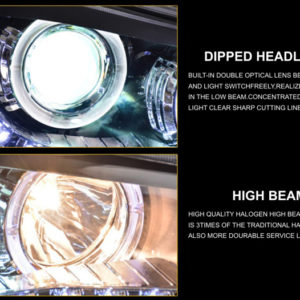 DIPPED HEADL
BUILT-IN DOUBLE OPTICAL LENS BE
AND LIGHT SWITCHFREELY,REALIZ
IN THE LOW BEAM.CONCENTRATED
LIGHT CLEAR SHARP CUTTING LINE
HIGH BEAM
HIGH QUALITY HALOGEN HIGH BEAM
IS 3TIMES OF THE TRADITIONAL HA
ALSO MORE DOURABLE SERVICE L